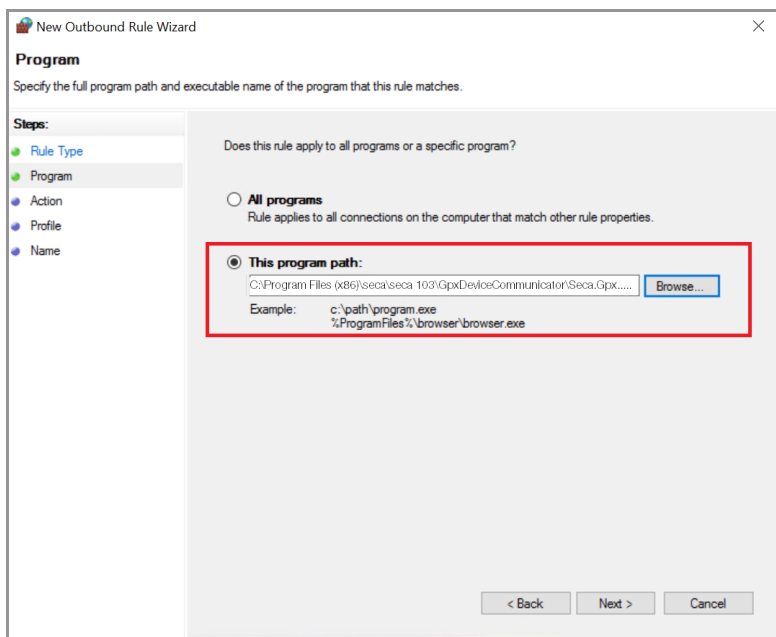 New Outbound Rule Wizard
Program
Specify the full program path and executable name of the program that this rule matches.
Steps:
Rule Type
Program
Action
Profile
Name
Does this rule apply to all programs or a specific program?
All programs
Rule applies to all connections on the computer that match other rule properties.
This program path:
C:\Program Files (x86)\seca\seca 103\GpxDeviceCommunicator\Seca.Gpx.....
Browse...
Example: c:\path\program.exe
%ProgramFiles%\browser\browser.exe
< Back Next > Cancel